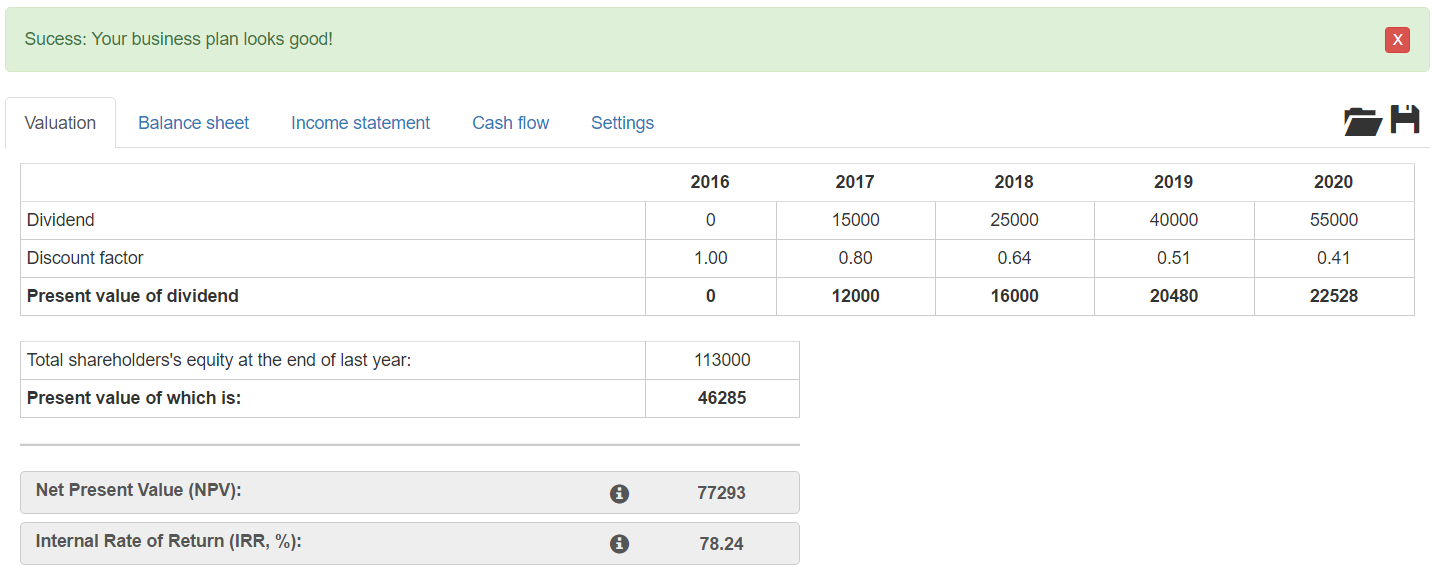 Sucess: Your business plan looks good!
X
Valuation Balance sheet Income statement Cash flow Settings
2016 2017 2018 2019 2020
Dividend 0 15000 25000 40000 55000
Discount factor 1.00 0.80 0.64 0.51 0.41
Present value of dividend 0 12000 16000 20480 22528
Total shareholders's equity at the end of last year: 113000
Present value of which is: 46285
Net Present Value (NPV): 77293
Internal Rate of Return (IRR, %): 78.24